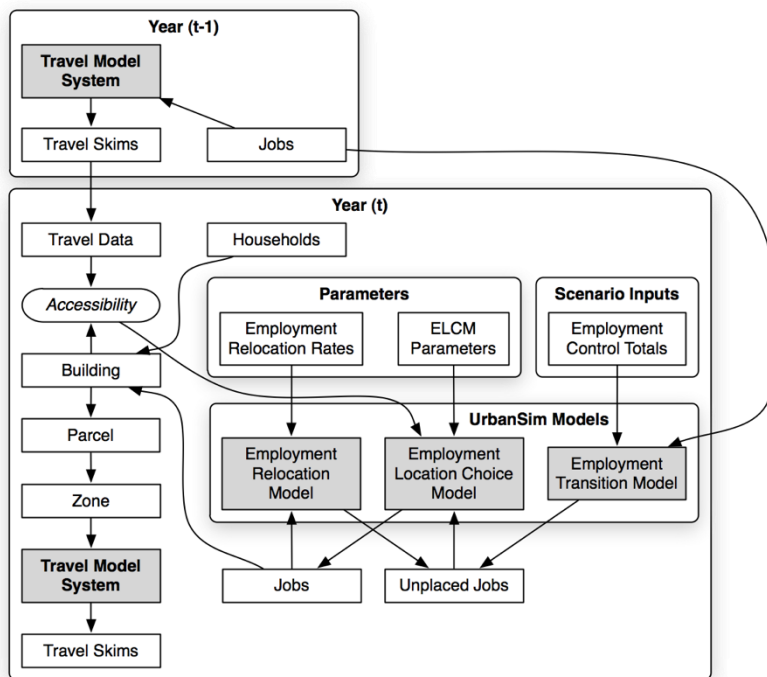 Year (t-1)
Travel Model
System
Travel Skims
Jobs
Year (t)
Travel Data
Households
Accessibility
Parameters
Scenario Inputs
Employment
Relocation Rates
ELCM
Parameters
Employment
Control Totals
Building
Parcel
UrbanSim Models
Employment
Relocation
Model
Employment
Location Choice
Model
Employment
Transition Model
Zone
Travel Model
System
Jobs
Unplaced Jobs
Travel Skims